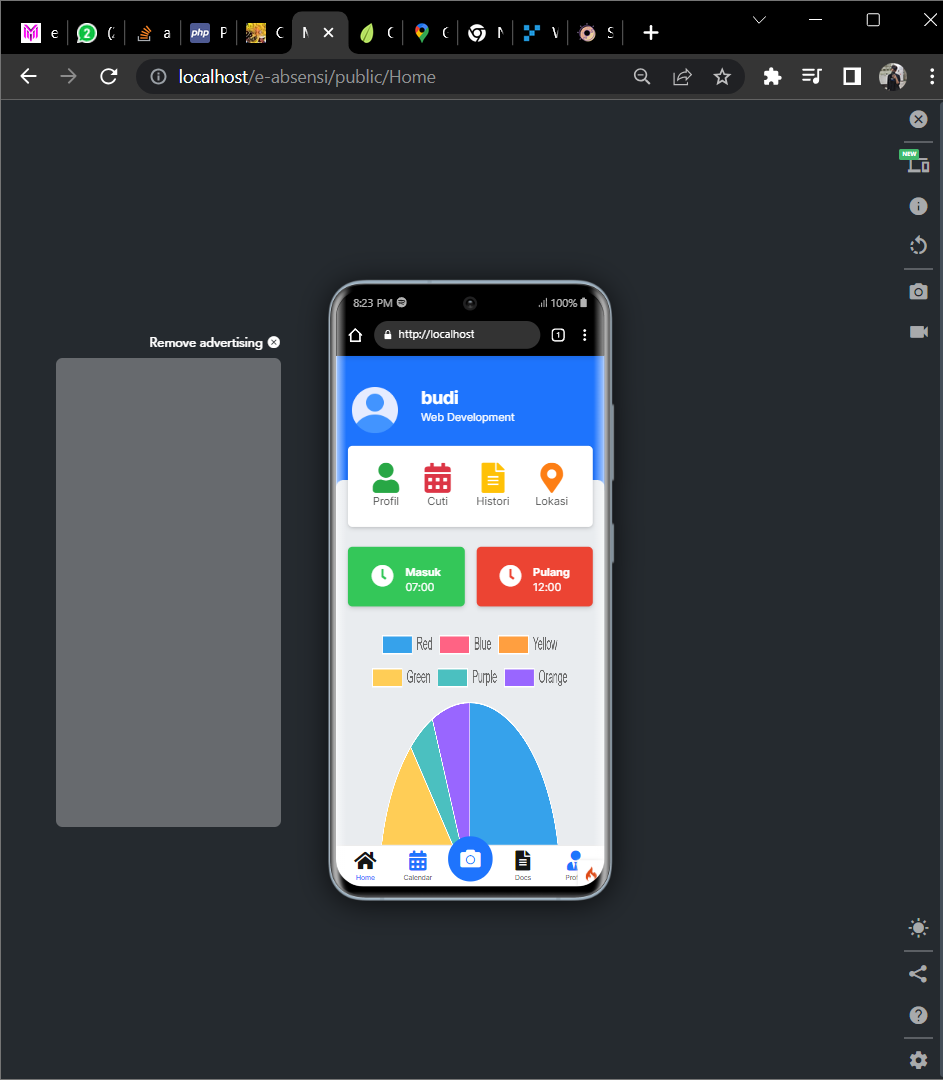 e
(2
a
php
P
C
M
C
C
N
V
S
localhost/e-absensi/public/Home
NEW
Remove advertising
8:23 PM
100%
http://localhost
1
budi
Web Development
Profil Cuti Histori Lokasi
Masuk
07:00
Pulang
12:00
Red Blue Yellow
Green Purple Orange
Home Calendar Docs Prof